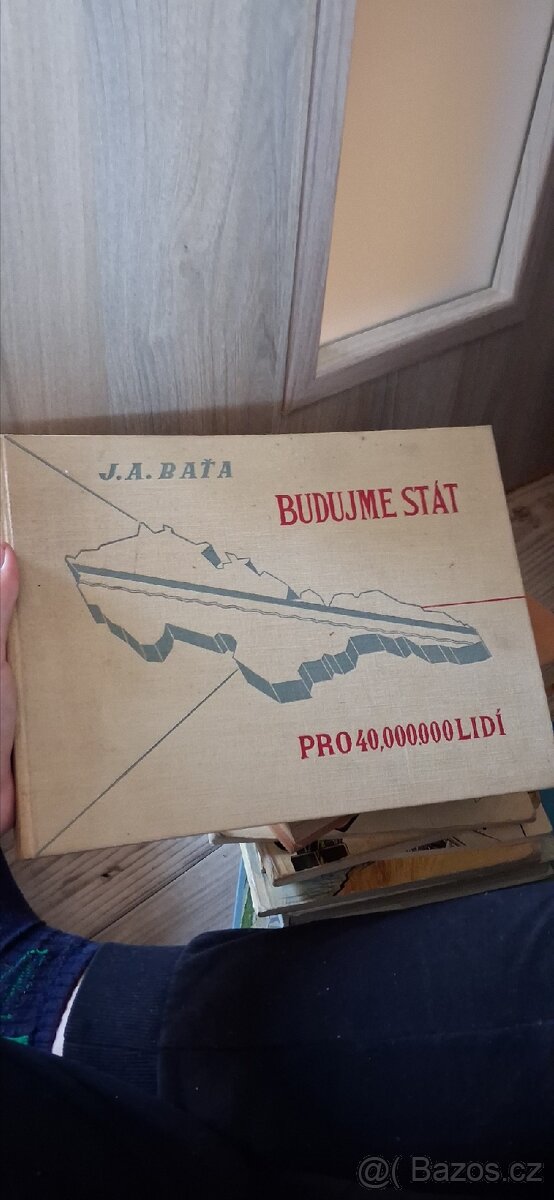 J.A.BAŤA
BUDUJME STÁT
PRO 40,000.000 LIDÍ
@( Bazos.cz